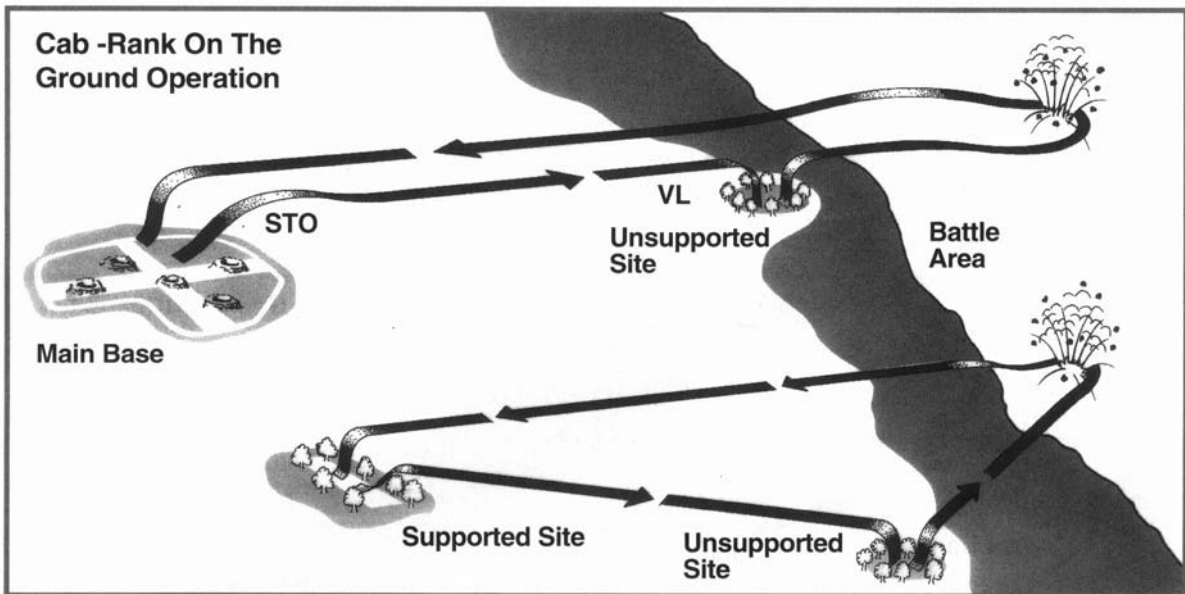 Cab -Rank On The
Ground Operation
STO
VL
Unsupported
Site
Battle
Area
Main Base
Supported Site
Unsupported
Site